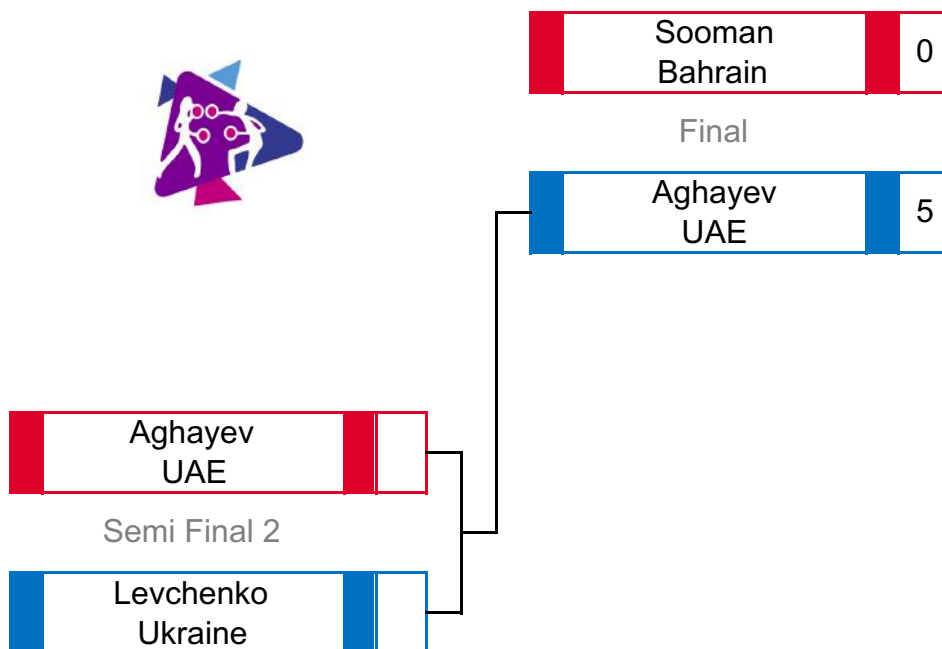 Sooman
Bahrain
0
Final
Aghayev
UAE
5
Aghayev
UAE
Semi Final 2
Levchenko
Ukraine